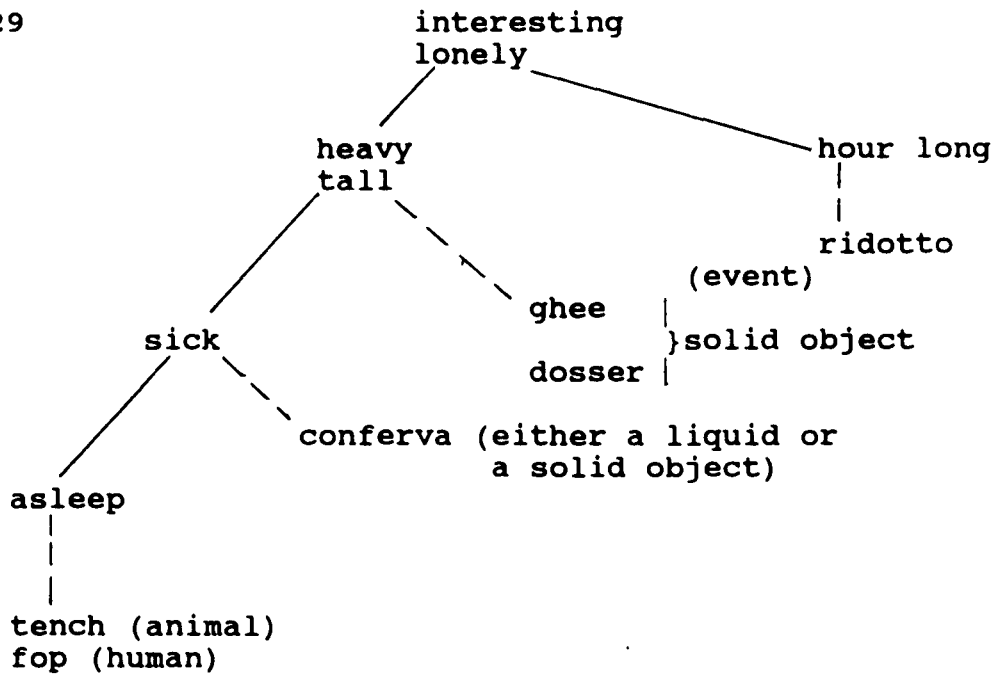 29
interesting
lonely
heavy
tall
hour long
ridotto
(event)
ghee
sick
}solid object
dosser
conferva (either a liquid or
a solid object)
asleep
tench (animal)
fop (human)